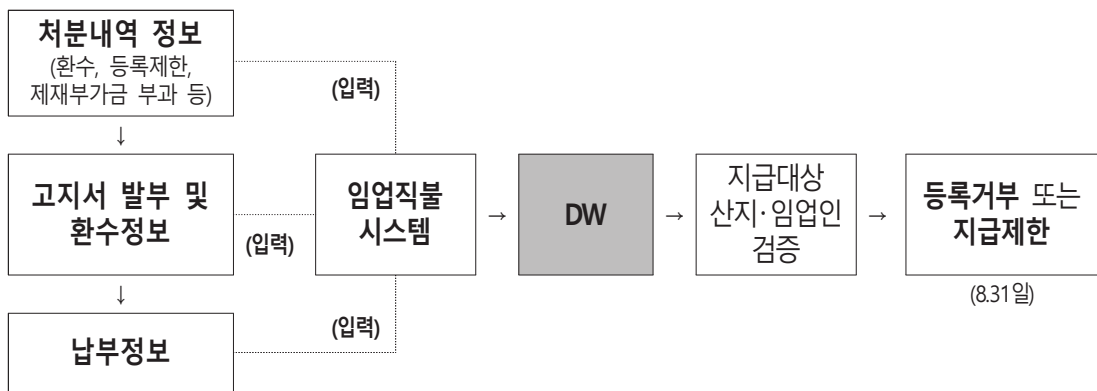 처분내역 정보
(환수, 등록제한,
제재부가금 부과 등)
(입력)
↓
고지서 발부 및
환수정보
(입력)
임업직불
시스템
→
DW
→
지급대상
산지·임업인
검증
→
등록거부 또는
지급제한
(8.31일)
↓
납부정보
(입력)